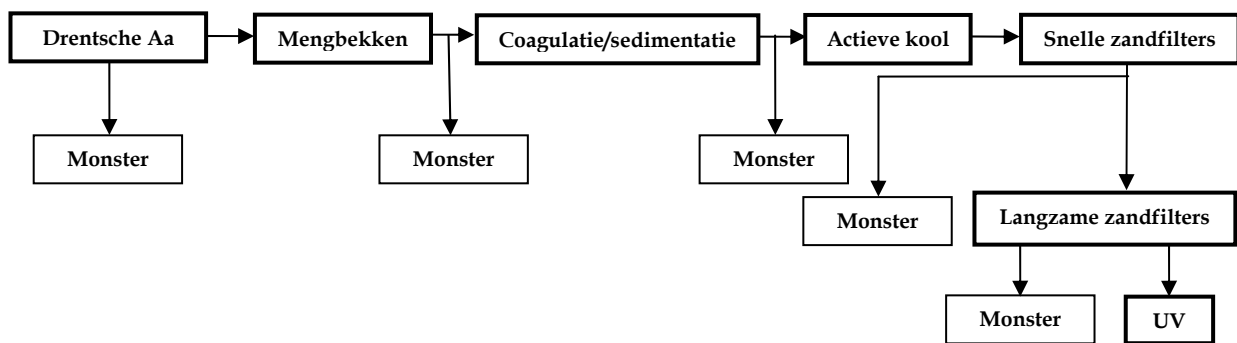 Drentsche Aa
Mengbekken
Coagulatie/sedimentatie
Actieve kool
Snelle zandfilters
Monster
Monster
Monster
Monster
Langzame zandfilters
Monster
UV